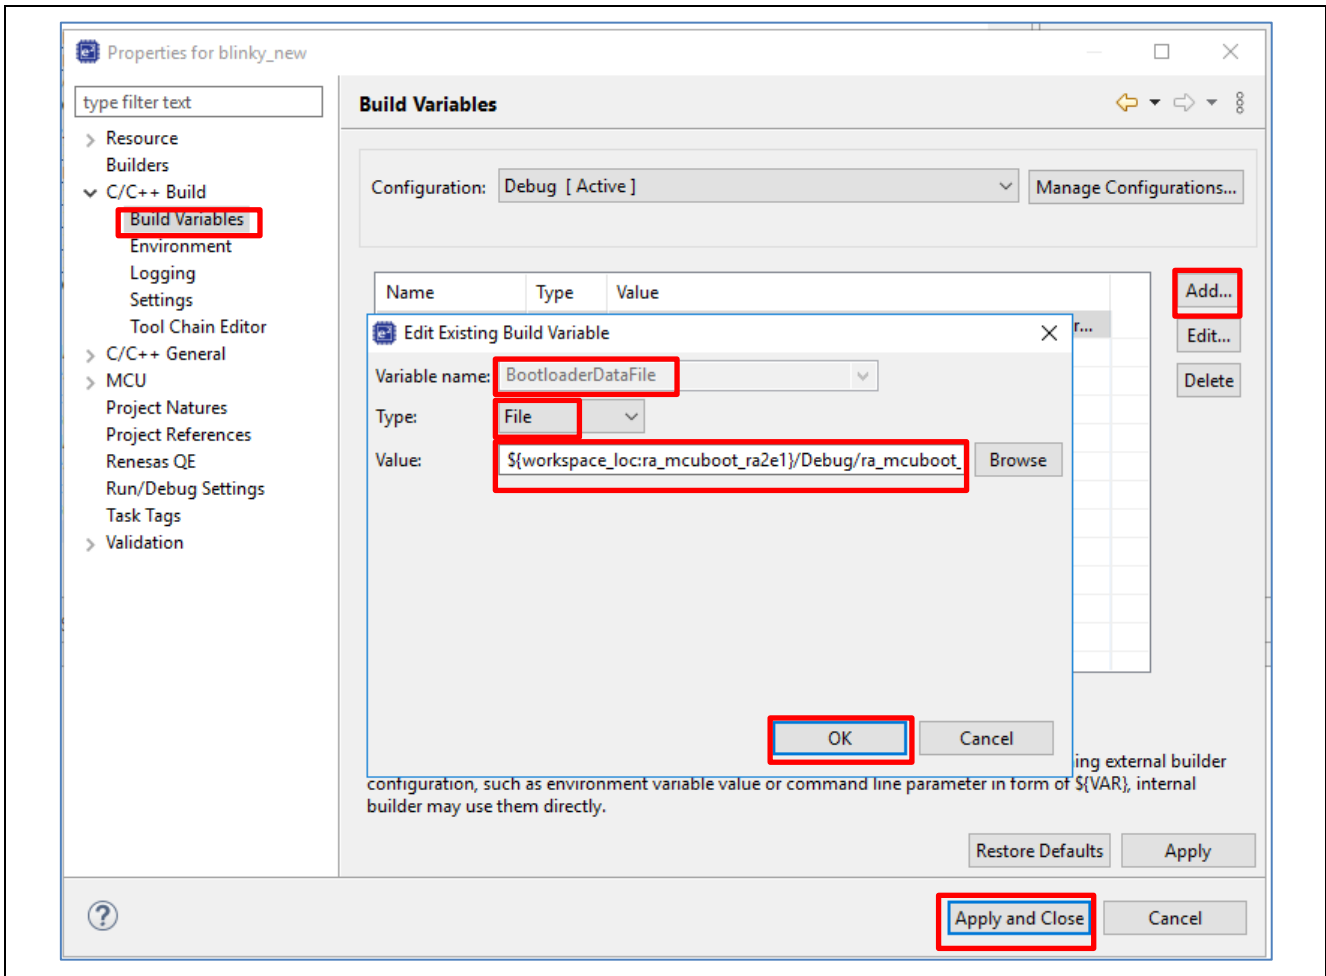 Properties for blinky_new
type filter text
Resource
Builders
C/C++ Build
Build Variables
Environment
Logging
Settings
Tool Chain Editor
C/C++ General
MCU
Project Natures
Project References
Renesas QE
Run/Debug Settings
Task Tags
Validation
Build Variables
Configuration: Debug [ Active ] Manage Configurations...
Name Type Value
Add...
r...
Edit...
Delete
Edit Existing Build Variable
Variable name: BootloaderDataFile
Type: File
Value: ${workspace_loc:ra_mcuboot_ra2e1}/Debug/ra_mcuboot_ Browse
OK Cancel
ing external builder
configuration, such as environment variable value or command line parameter in form of ${VAR}, internal
builder may use them directly.
Restore Defaults Apply
Apply and Close Cancel